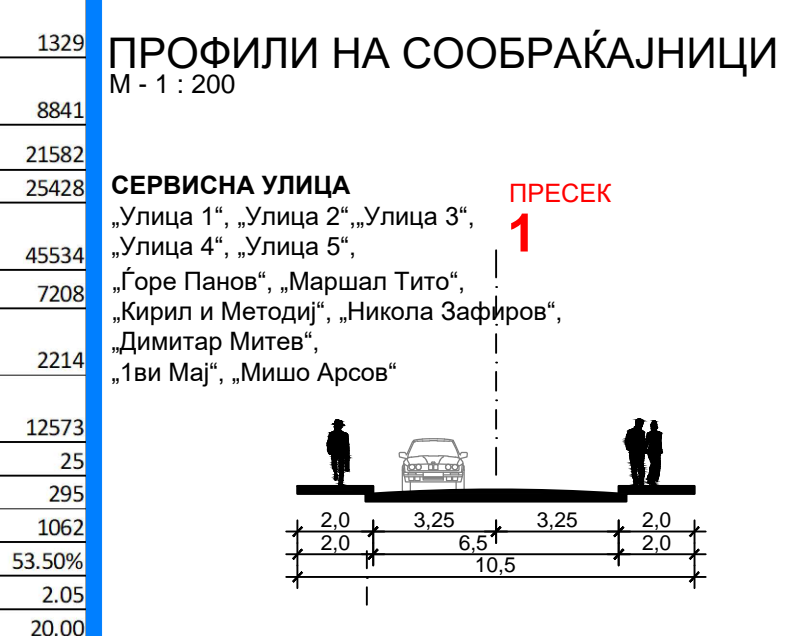 1329
8841
21582
25428
45534
7208
2214
12573
25
295
1062
53.50%
2.05
20.00
ПРОФИЛИ НА СООБРАЌАЈНИЦИ
М - 1 : 200
СЕРВИСНА УЛИЦА
„Улица 1“, „Улица 2“,„Улица 3“,
„Улица 4“, „Улица 5“,
„Ѓоре Панов“, „Маршал Тито“,
„Кирил и Методиј“, „Никола Зафиров“,
„Димитар Митев“,
„1ви Мај“, „Мишо Арсов“
ПРЕСЕК
1
2,0 3,25 3,25 2,0
2,0 6,5 2,0
10,5